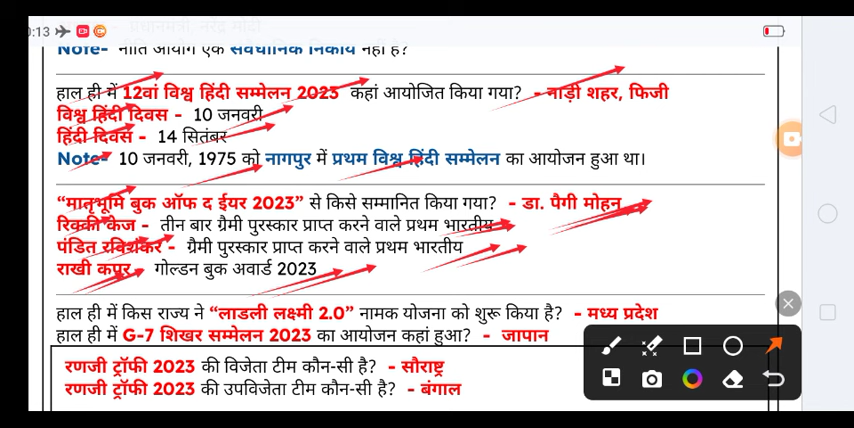 :13
Note- नीति आयोग एक संवैधानिक निकाय नहीं है?
हाल ही में 12वां विश्व हिंदी सम्मेलन 2023 कहां आयोजित किया गया? - नाड़ी शहर, फिजी
विश्व हिंदी दिवस - 10 जनवरी
हिंदी दिवस - 14 सितंबर
Note- 10 जनवरी, 1975 को नागपुर में प्रथम विश्व हिंदी सम्मेलन का आयोजन हुआ था।
“मातृभूमि बुक ऑफ द ईयर 2023” से किसे सम्मानित किया गया? - डा. पैगी मोहन
रिक्की केज - तीन बार ग्रैमी पुरस्कार प्राप्त करने वाले प्रथम भारतीय
पंडित रविशंकर - ग्रैमी पुरस्कार प्राप्त करने वाले प्रथम भारतीय
राखी कपूर - गोल्डन बुक अवार्ड 2023
हाल ही में किस राज्य ने “लाडली लक्ष्मी 2.0” नामक योजना को शुरू किया है? - मध्य प्रदेश
हाल ही में G-7 शिखर सम्मेलन 2023 का आयोजन कहां हुआ? - जापान
रणजी ट्रॉफी 2023 की विजेता टीम कौन-सी है? - सौराष्ट्र
रणजी ट्रॉफी 2023 की उपविजेता टीम कौन-सी है? - बंगाल